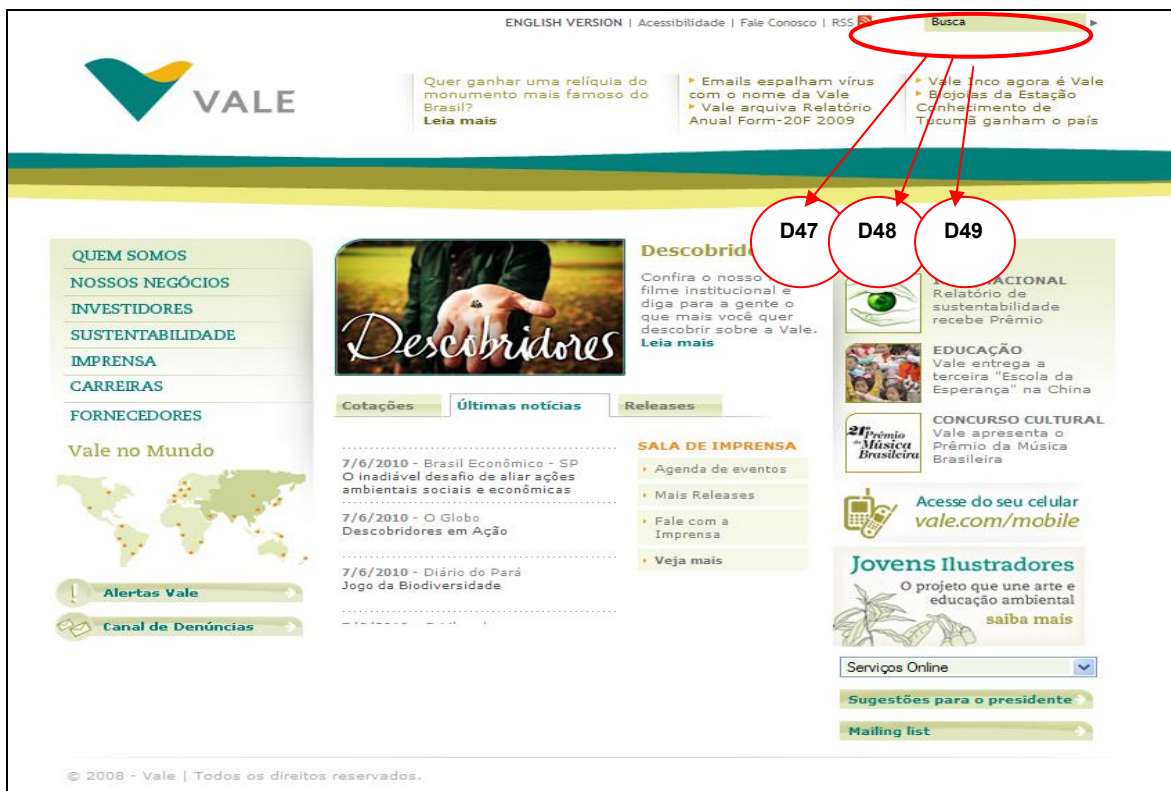 ENGLISH VERSION | Acessibilidade | Fale Conosco | RSS
Busca
VALE
Quer ganhar uma relíquia do
monumento mais famoso do
Brasil?
Leia mais
Emails espalham vírus
com o nome da Vale
Vale arquiva Relatório
Anual Form-20F 2009
Vale Inco agora é Vale
Biojoias da Estação
Conhecimento de
Tucumã ganham o país
D47
D48
D49
QUEM SOMOS
NOSSOS NEGÓCIOS
INVESTIDORES
SUSTENTABILIDADE
IMPRENSA
CARREIRAS
FORNECEDORES
Vale no Mundo
Alertas Vale
Canal de Denúncias
Descobridores
Confira o nosso
filme institucional e
diga para a gente o
que mais você quer
descobrir sobre a Vale.
Leia mais
Cotações
Últimas notícias
Releases
7/6/2010 - Brasil Econômico - SP
O inadiável desafio de aliar ações
ambientais sociais e econômicas
7/6/2010 - O Globo
Descobridores em Ação
7/6/2010 - Diário do Pará
Jogo da Biodiversidade
SALA DE IMPRENSA
Agenda de eventos
Mais Releases
Fale com a
Imprensa
Veja mais
Relatório de
sustentabilidade
recebe Prêmio
EDUCAÇÃO
Vale entrega a
terceira "Escola da
Esperança" na China
21º Prêmio
de Música
Brasileira
CONCURSO CULTURAL
Vale apresenta o
Prêmio da Música
Brasileira
Acesse do seu celular
vale.com/mobile
Jovens Ilustradores
O projeto que une arte e
educação ambiental
saiba mais
Serviços Online
Sugestões para o presidente
Mailing list
© 2008 - Vale | Todos os direitos reservados.